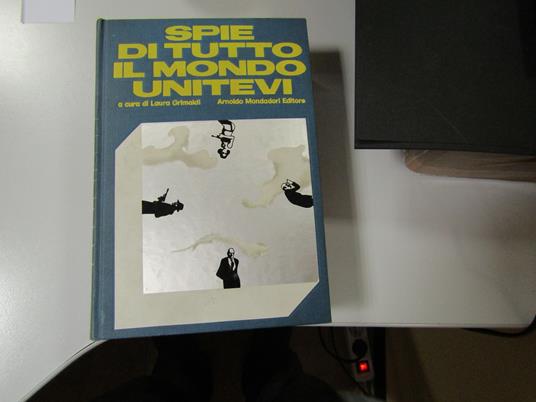 SPIE
DI TUTTO
IL MONDO
UNITEVI
a cura di Laura Grimaldi Arnoldo Mondadori Editore